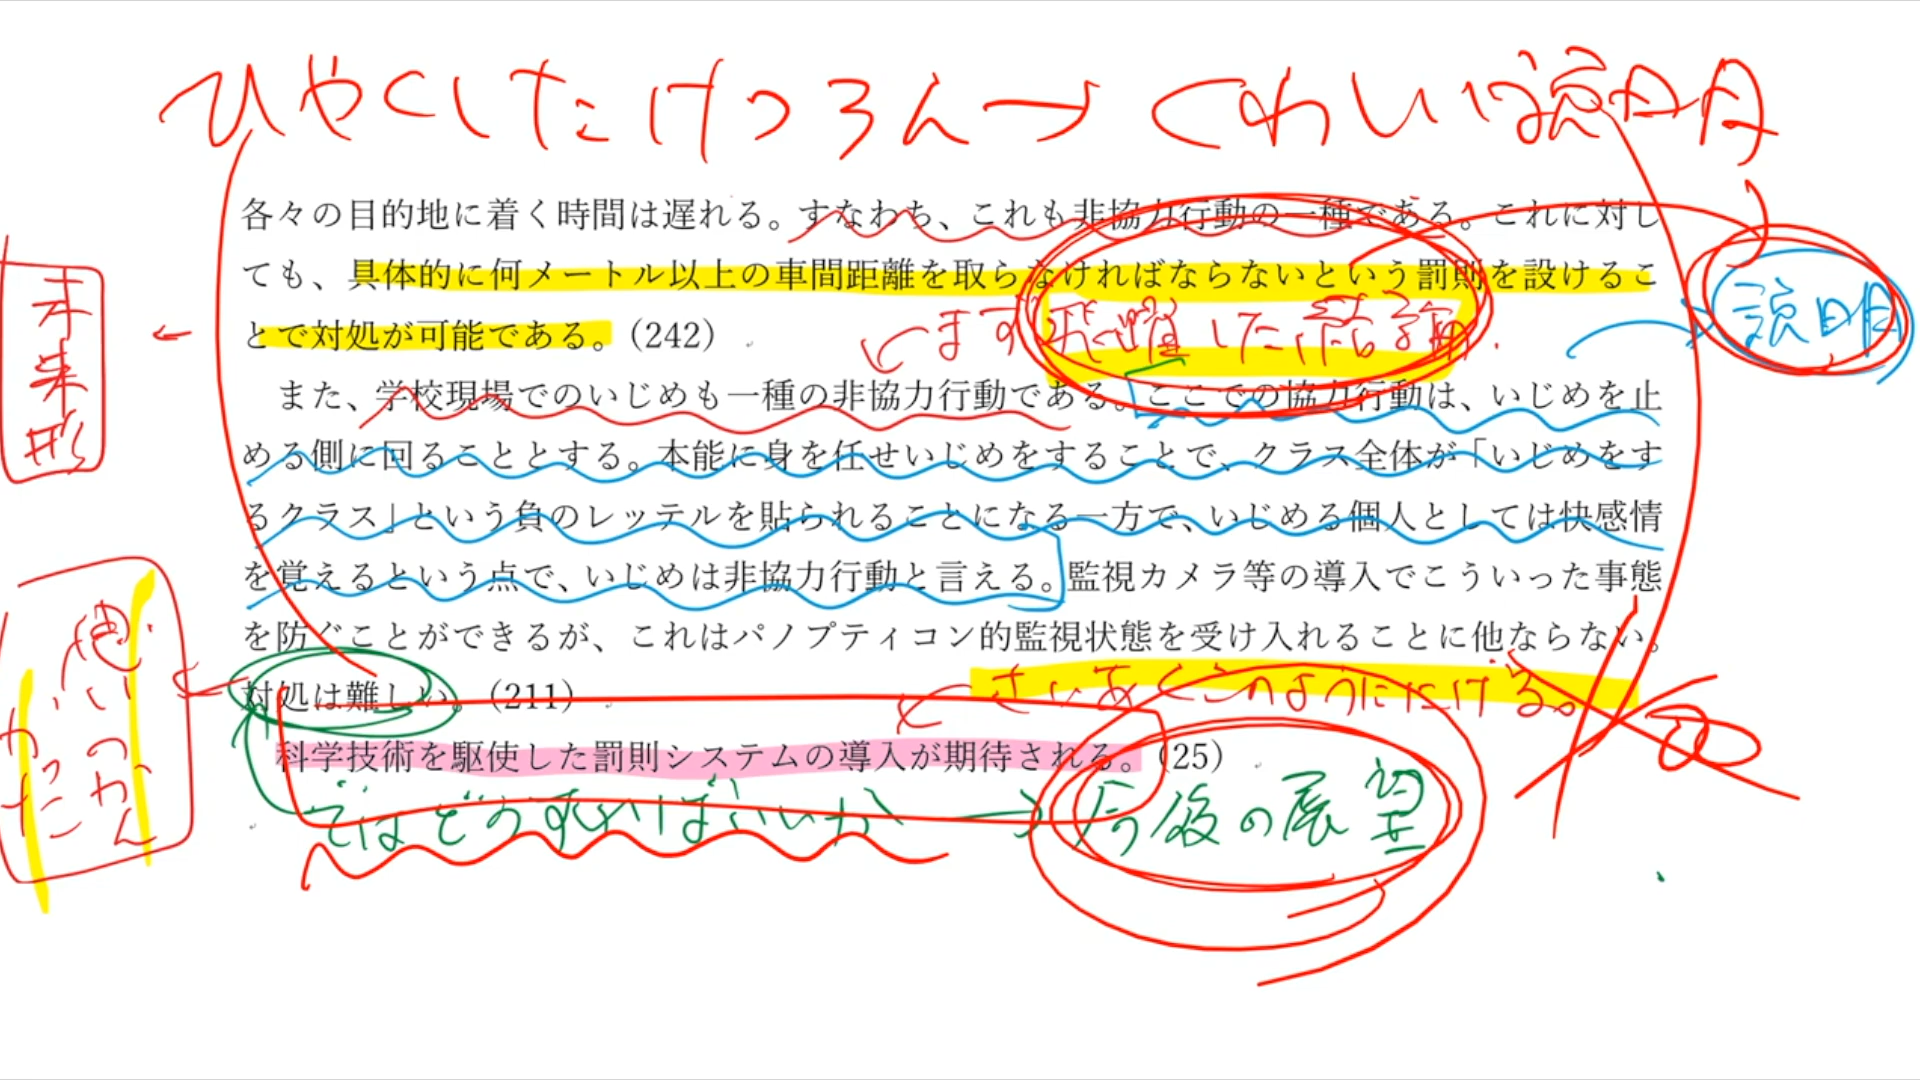 ひやくしたけつろん→くわしい説明
各々の目的地に着く時間は遅れる。すなわち、これも非協力行動の一種である。これに対し
ても、具体的に何メートル以上の車間距離を取らなければならないという罰則を設けるこ
とで対処が可能である。(242)
まず飛躍した結論.
説明
また、学校現場でのいじめも一種の非協力行動である。ここでの協力行動は、いじめを止
める側に回ることとする。本能に身を任せいじめをすることで、クラス全体が「いじめをす
るクラス」という負のレッテルを貼られることになる一方で、いじめる個人としては快感情
を覚えるという点で、いじめは非協力行動と言える。監視カメラ等の導入でこういった事態
を防ぐことができるが、これはパノプティコン的監視状態を受け入れることに他ならない。
対処は難しい。(211)
さいあくこのようににげる。
科学技術を駆使した罰則システムの導入が期待される。(25)
ではどうすればいいか→今後の展望
未来形